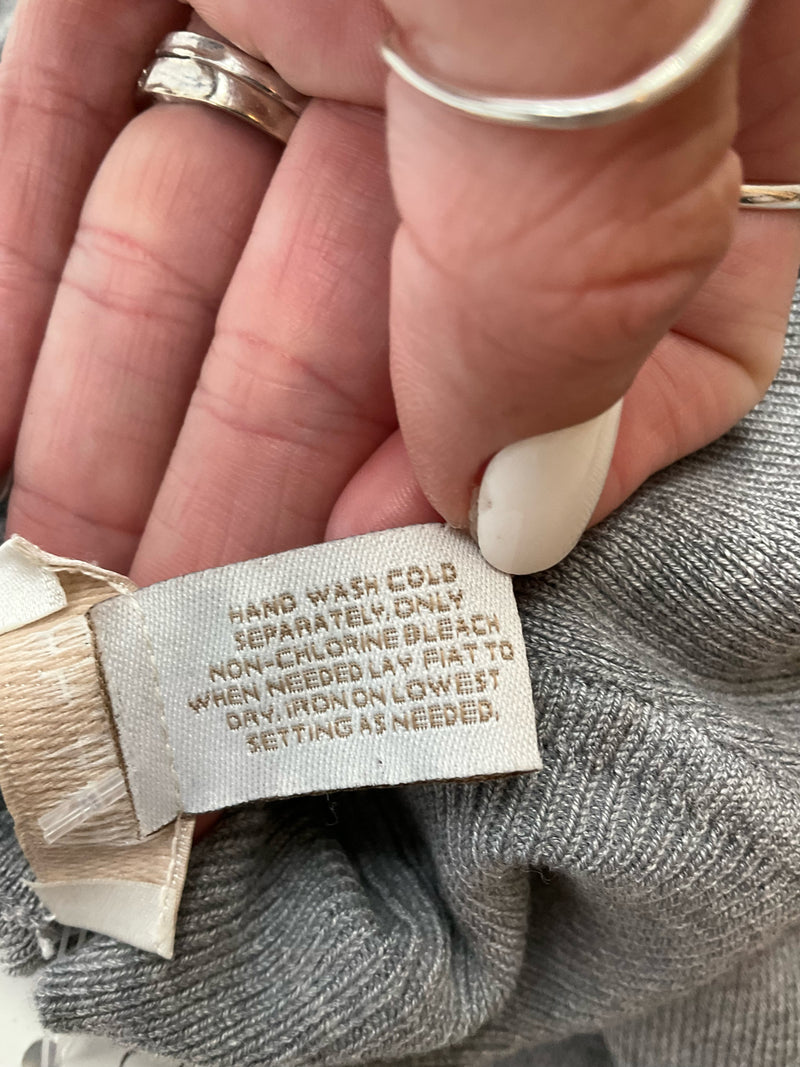 HAND WASH COLD
SEPARATELY, ONLY
NON-CHLORINE BLEACH
WHEN NEEDED LAY FIAT TO
DRY, IRON ON LOWEST
SETTING AS NEEDED.